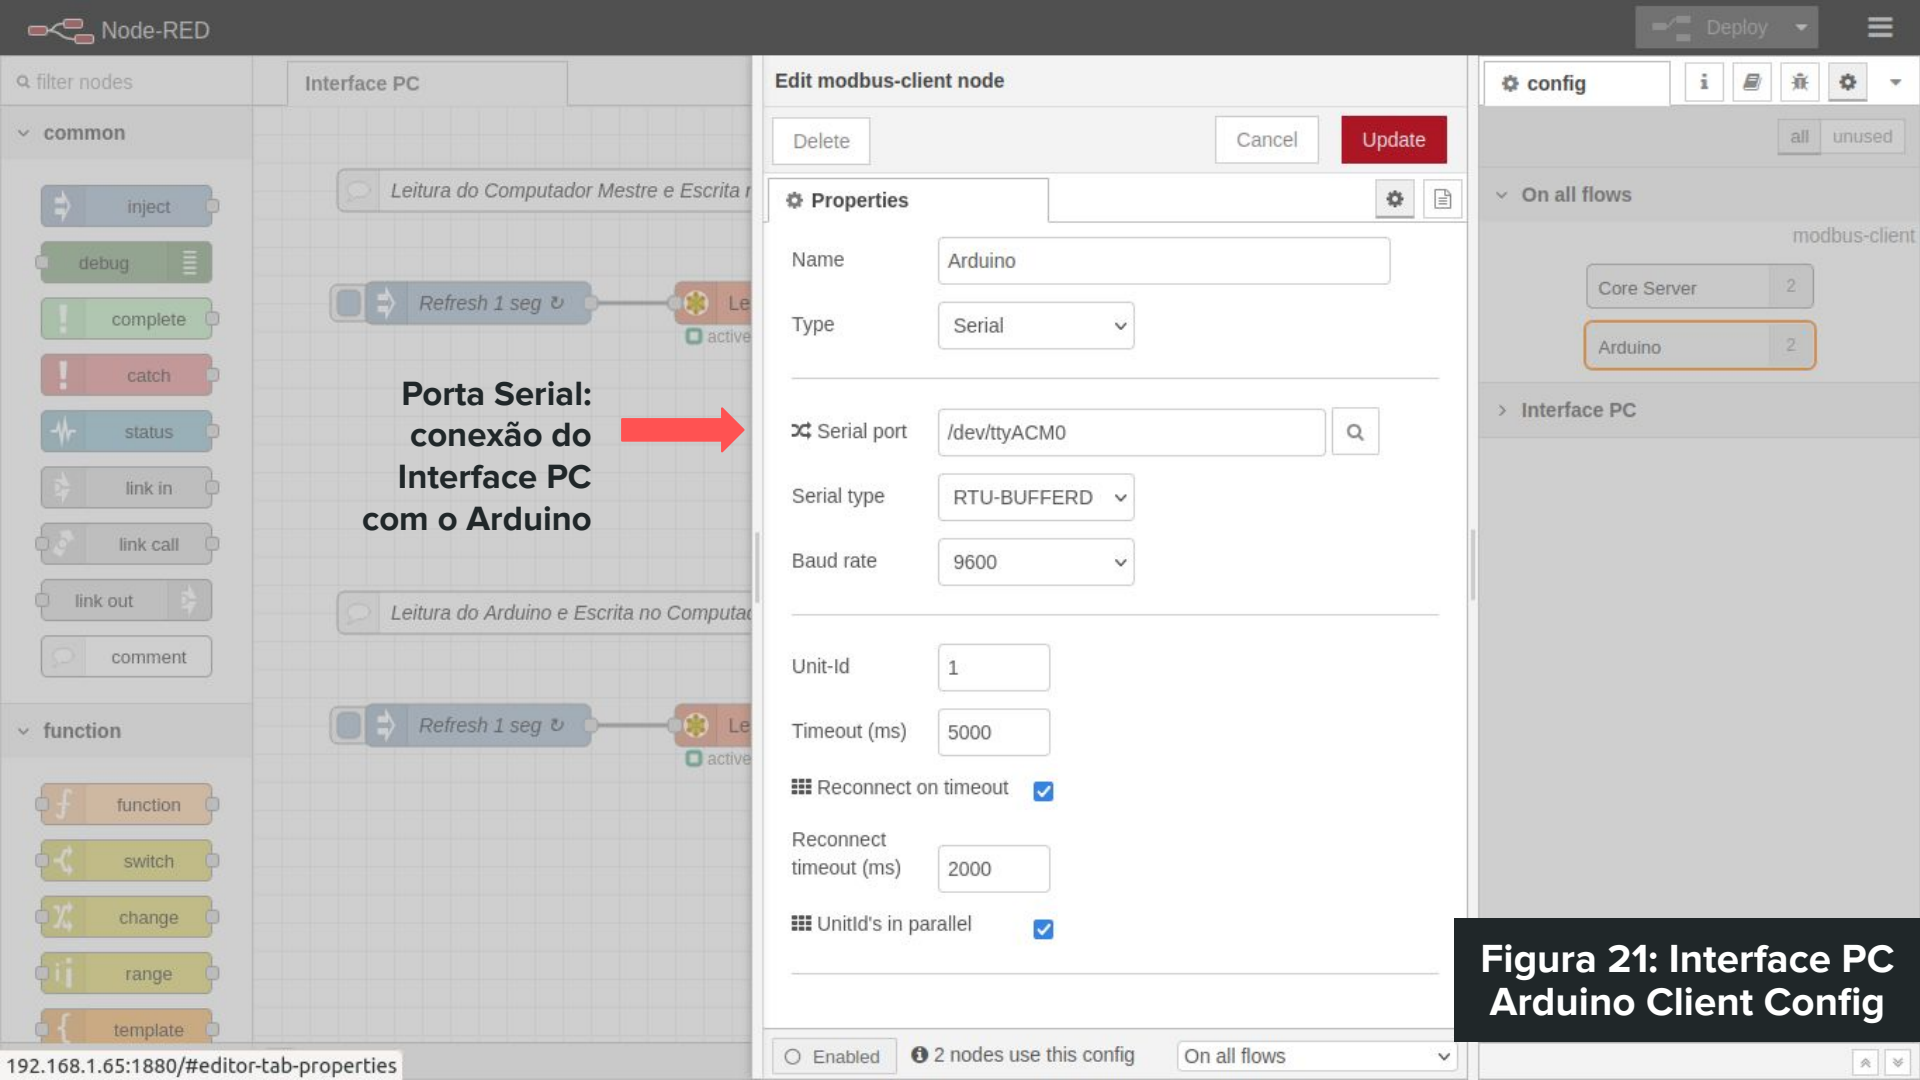 Node-RED
Deploy
filter nodes
Interface PC
common
inject
debug
complete
catch
status
link in
link call
link out
comment
function
function
switch
change
range
template
Leitura do Computador Mestre e Escrita
Refresh 1 seg ↻
Le
active
Porta Serial:
conexão do
Interface PC
com o Arduino
Leitura do Arduino e Escrita no
Refresh 1 seg ↻
Le
active
Edit modbus-client node
Delete
Cancel
Update
Properties
Name
Arduino
Type
Serial
Serial port
/dev/ttyACM0
Serial type
RTU-BUFFERD
Baud rate
9600
Unit-Id
1
Timeout (ms)
5000
Reconnect on timeout
Reconnect
timeout (ms)
2000
UnitId's in parallel
Enabled
2 nodes use this config
On all flows
config
all
unused
On all flows
modbus-client
Core Server
2
Arduino
2
Interface PC
Figura 21: Interface PC
Arduino Client Config
192.168.1.65:1880/#editor-tab-properties